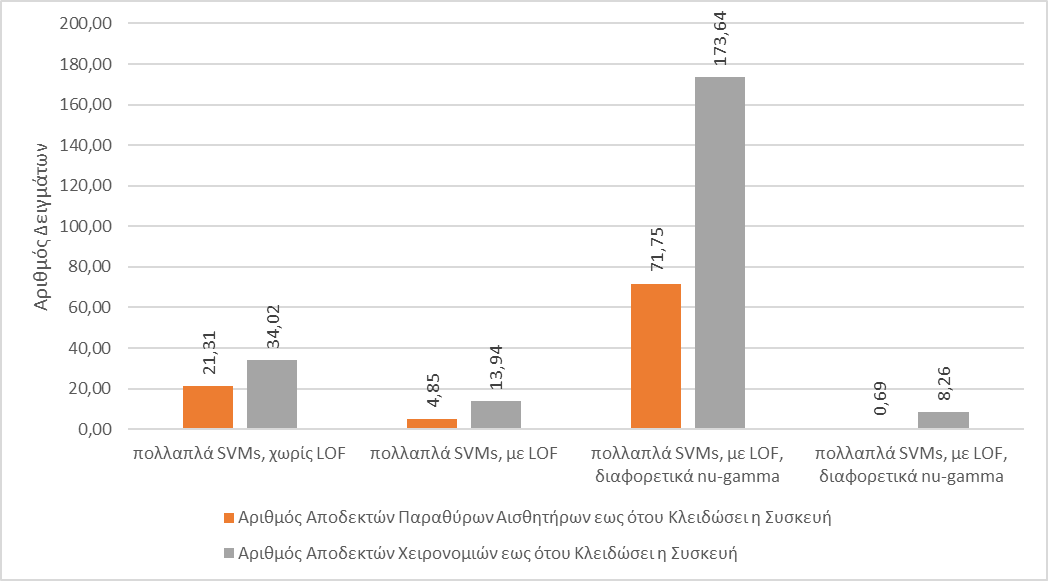 200,00
180,00
160,00
140,00
120,00
100,00
80,00
60,00
40,00
20,00
0,00
Αριθμός Δειγμάτων
21,31
34,02
4,85
13,94
71,75
173,64
0,69
8,26
πολλαπλά SVMs, χωρίς LOF
πολλαπλά SVMs, με LOF
πολλαπλά SVMs, με LOF,
διαφορετικά nu-gamma
πολλαπλά SVMs, με LOF,
διαφορετικά nu-gamma
Αριθμός Αποδεκτών Παραθύρων Αισθητήρων εως ότου Κλειδώσει η Συσκευή
Αριθμός Αποδεκτών Χειρονομιών εως ότου Κλειδώσει η Συσκευή